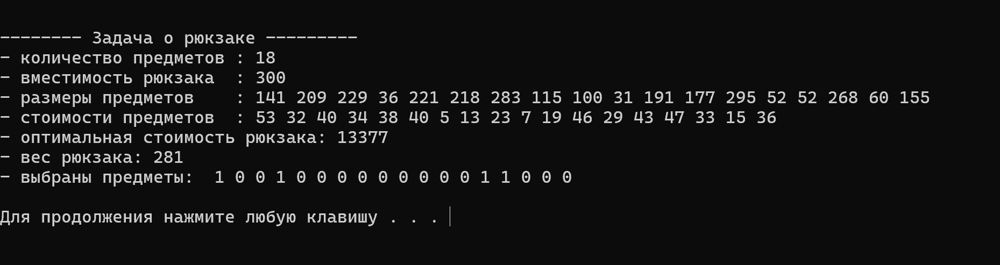 -------- Задача о рюкзаке ---------
- количество предметов : 18
- вместимость рюкзака  : 300
- размеры предметов    : 141 209 229 36 221 218 283 115 100 31 191 177 295 52 52 268 60 155
- стоимости предметов  : 53 32 40 34 38 40 5 13 23 7 19 46 29 43 47 33 15 36
- оптимальная стоимость рюкзака: 13377
- вес рюкзака: 281
- выбраны предметы:  1 0 0 1 0 0 0 0 0 0 0 0 0 1 1 0 0 0
Для продолжения нажмите любую клавишу . . .